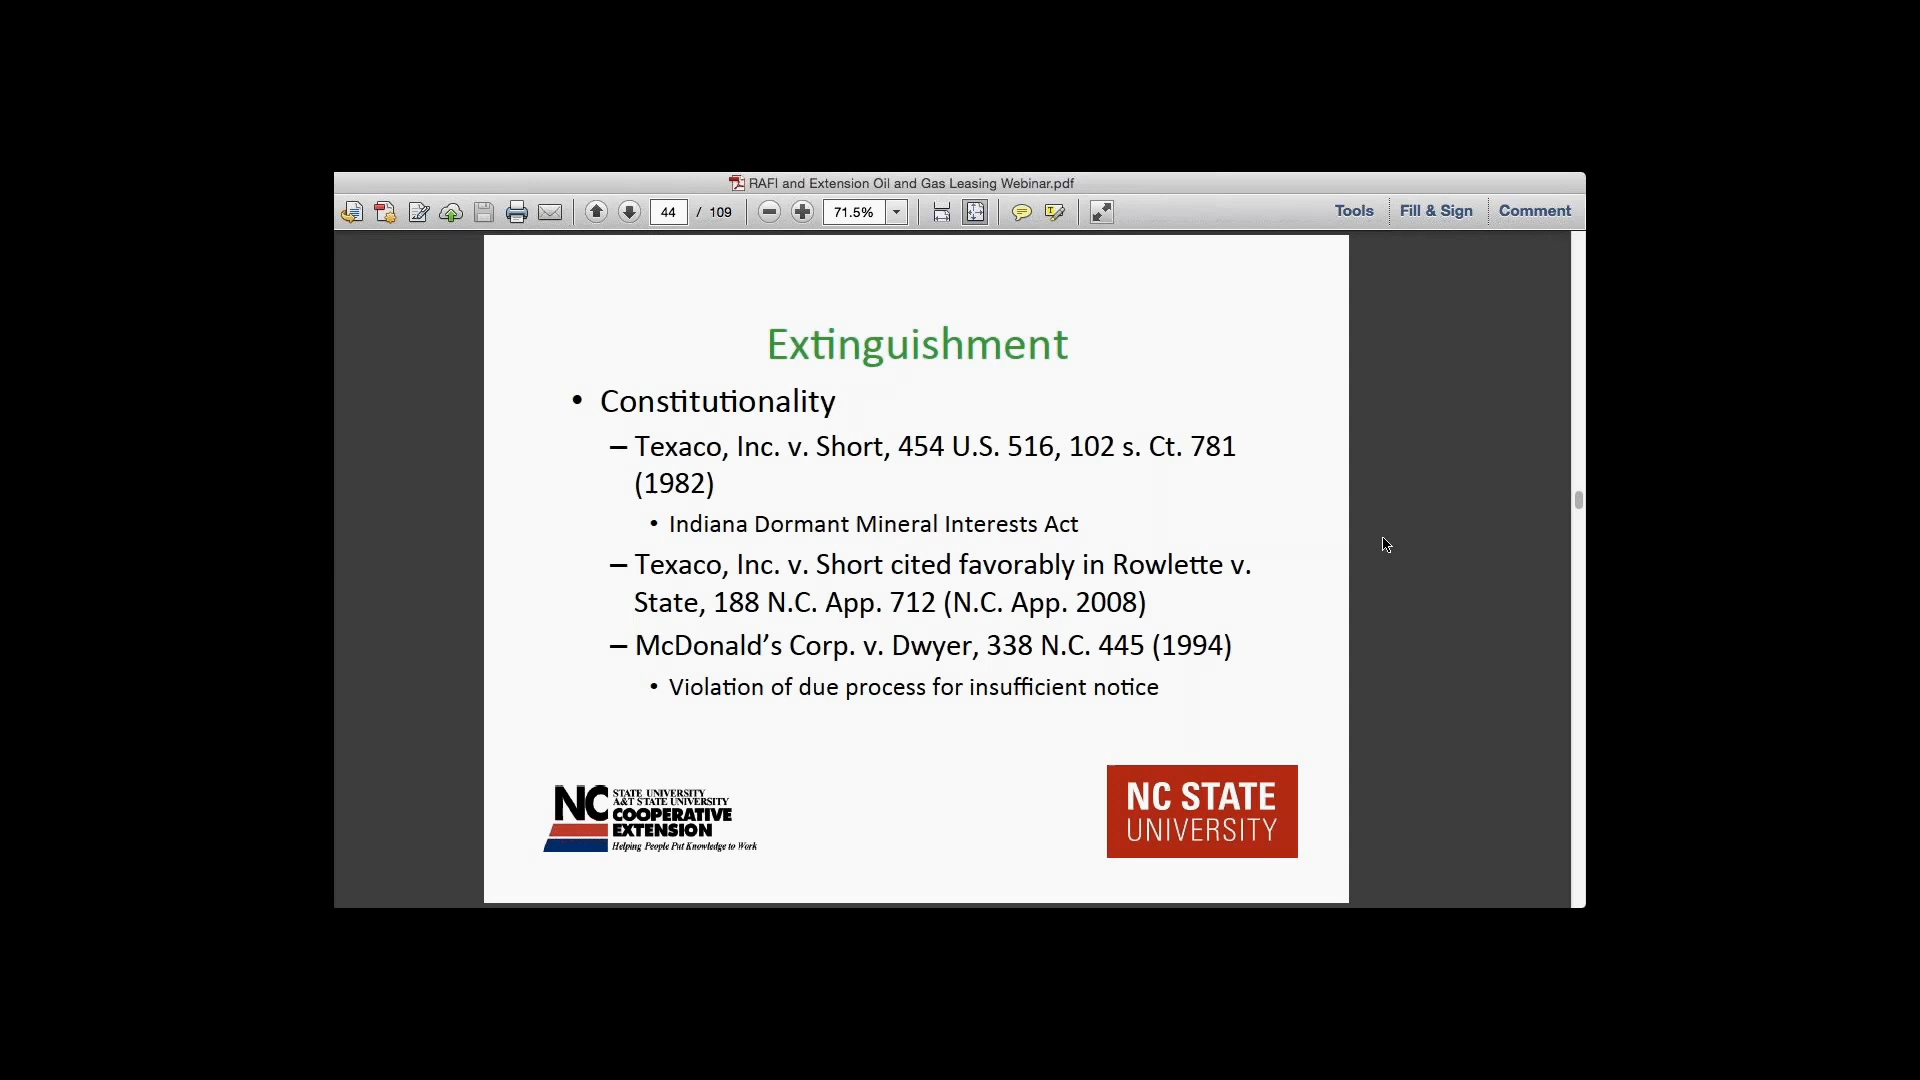 RAFI and Extension Oil and Gas Leasing Webinar.pdf
44 / 109 71.5% Tools Fill & Sign Comment
Extinguishment
• Constitutionality
– Texaco, Inc. v. Short, 454 U.S. 516, 102 s. Ct. 781
(1982)
• Indiana Dormant Mineral Interests Act
– Texaco, Inc. v. Short cited favorably in Rowlette v.
State, 188 N.C. App. 712 (N.C. App. 2008)
– McDonald’s Corp. v. Dwyer, 338 N.C. 445 (1994)
• Violation of due process for insufficient notice
NC STATE UNIVERSITY
A&T STATE UNIVERSITY
COOPERATIVE
EXTENSION
Helping People Put Knowledge to Work
NC STATE
UNIVERSITY